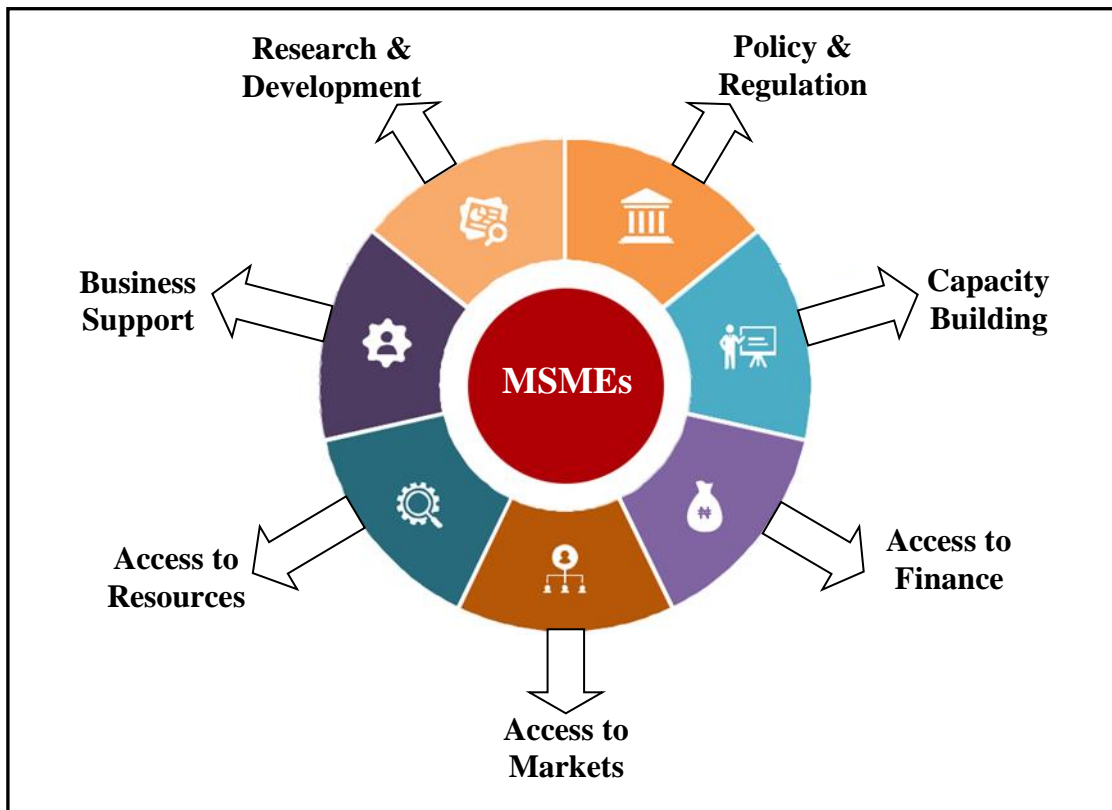 Research &
Development
Policy &
Regulation
Business
Support
Capacity
Building
MSMEs
Access to
Resources
Access to
Finance
Access to
Markets
₦